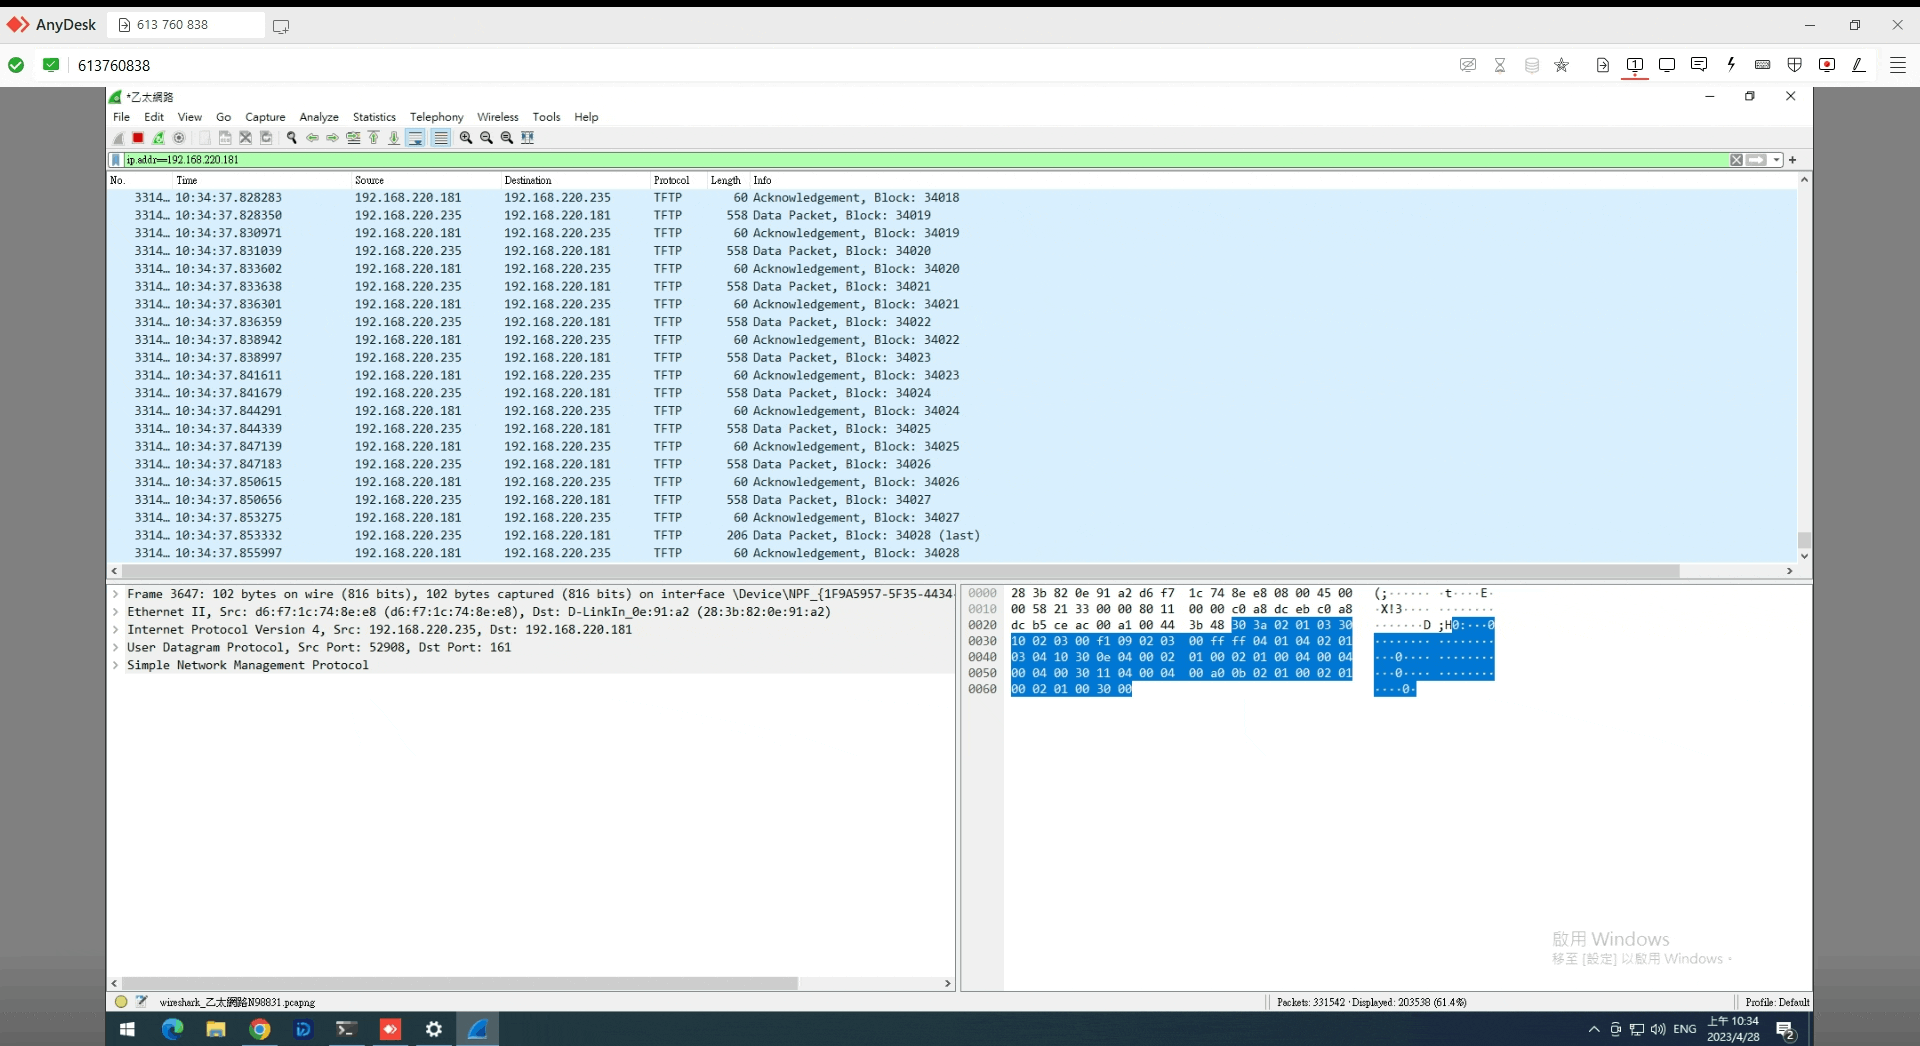 AnyDesk 613 760 838
613760838
*乙太網路
File Edit View Go Capture Analyze Statistics Telephony Wireless Tools Help
ip.addr==192.168.220.181
No. Time Source Destination Protocol Length Info
3314… 10:34:37.828283 192.168.220.181 192.168.220.235 TFTP 60 Acknowledgement, Block: 34018
3314… 10:34:37.828350 192.168.220.235 192.168.220.181 TFTP 558 Data Packet, Block: 34019
3314… 10:34:37.830971 192.168.220.181 192.168.220.235 TFTP 60 Acknowledgement, Block: 34019
3314… 10:34:37.831039 192.168.220.235 192.168.220.181 TFTP 558 Data Packet, Block: 34020
3314… 10:34:37.833602 192.168.220.181 192.168.220.235 TFTP 60 Acknowledgement, Block: 34020
3314… 10:34:37.833638 192.168.220.235 192.168.220.181 TFTP 558 Data Packet, Block: 34021
3314… 10:34:37.836301 192.168.220.181 192.168.220.235 TFTP 60 Acknowledgement, Block: 34021
3314… 10:34:37.836359 192.168.220.235 192.168.220.181 TFTP 558 Data Packet, Block: 34022
3314… 10:34:37.838942 192.168.220.181 192.168.220.235 TFTP 60 Acknowledgement, Block: 34022
3314… 10:34:37.838997 192.168.220.235 192.168.220.181 TFTP 558 Data Packet, Block: 34023
3314… 10:34:37.841611 192.168.220.181 192.168.220.235 TFTP 60 Acknowledgement, Block: 34023
3314… 10:34:37.841679 192.168.220.235 192.168.220.181 TFTP 558 Data Packet, Block: 34024
3314… 10:34:37.844291 192.168.220.181 192.168.220.235 TFTP 60 Acknowledgement, Block: 34024
3314… 10:34:37.844339 192.168.220.235 192.168.220.181 TFTP 558 Data Packet, Block: 34025
3314… 10:34:37.847139 192.168.220.181 192.168.220.235 TFTP 60 Acknowledgement, Block: 34025
3314… 10:34:37.847183 192.168.220.235 192.168.220.181 TFTP 558 Data Packet, Block: 34026
3314… 10:34:37.850615 192.168.220.181 192.168.220.235 TFTP 60 Acknowledgement, Block: 34026
3314… 10:34:37.850656 192.168.220.235 192.168.220.181 TFTP 558 Data Packet, Block: 34027
3314… 10:34:37.853275 192.168.220.181 192.168.220.235 TFTP 60 Acknowledgement, Block: 34027
3314… 10:34:37.853332 192.168.220.235 192.168.220.181 TFTP 206 Data Packet, Block: 34028 (last)
3314… 10:34:37.855997 192.168.220.181 192.168.220.235 TFTP 60 Acknowledgement, Block: 34028
Frame 3647: 102 bytes on wire (816 bits), 102 bytes captured (816 bits) on interface \Device\NPF_{1F9A5957-5F35-4434-
Ethernet II, Src: d6:f7:1c:74:8e:e8 (d6:f7:1c:74:8e:e8), Dst: D-LinkIn_0e:91:a2 (28:3b:82:0e:91:a2)
Internet Protocol Version 4, Src: 192.168.220.235, Dst: 192.168.220.181
User Datagram Protocol, Src Port: 52908, Dst Port: 161
Simple Network Management Protocol
0000 28 3b 82 0e 91 a2 d6 f7 1c 74 8e e8 08 00 45 00 (;······ ·t····E·
0010 00 58 21 33 00 00 80 11 00 00 c0 a8 dc eb c0 a8 ·X!3···· ········
0020 dc b5 ce ac 00 a1 00 44 3b 48 30 3a 02 01 03 30 ·······D ;H0:···0
0030 10 02 03 00 f1 09 02 03 00 ff ff 04 01 04 02 01 ········ ········
0040 03 04 10 30 0e 04 00 02 01 00 02 01 00 04 00 04 ···0···· ········
0050 00 04 00 30 11 04 00 04 00 a0 0b 02 01 00 02 01 ···0···· ········
0060 00 02 01 00 30 00 ····0·
啟用 Windows
移至 [設定] 以啟用 Windows。
wireshark_乙太網路N98831.pcapng
Packets: 331542 · Displayed: 203538 (61.4%)
Profile: Default
ENG
上午 10:34
2023/4/28
2